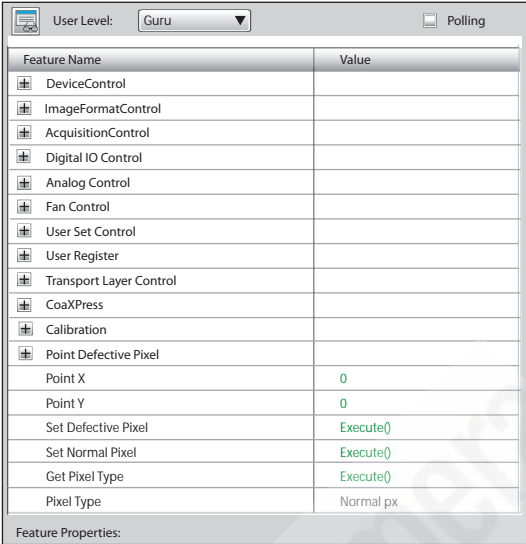 User Level: Guru Polling
Feature Name Value
DeviceControl
ImageFormatControl
AcquisitionControl
Digital IO Control
Analog Control
Fan Control
User Set Control
User Register
Transport Layer Control
CoaXPress
Calibration
Point Defective Pixel
Point X 0
Point Y 0
Set Defective Pixel Execute()
Set Normal Pixel Execute()
Get Pixel Type Execute()
Pixel Type Normal px
Feature Properties: